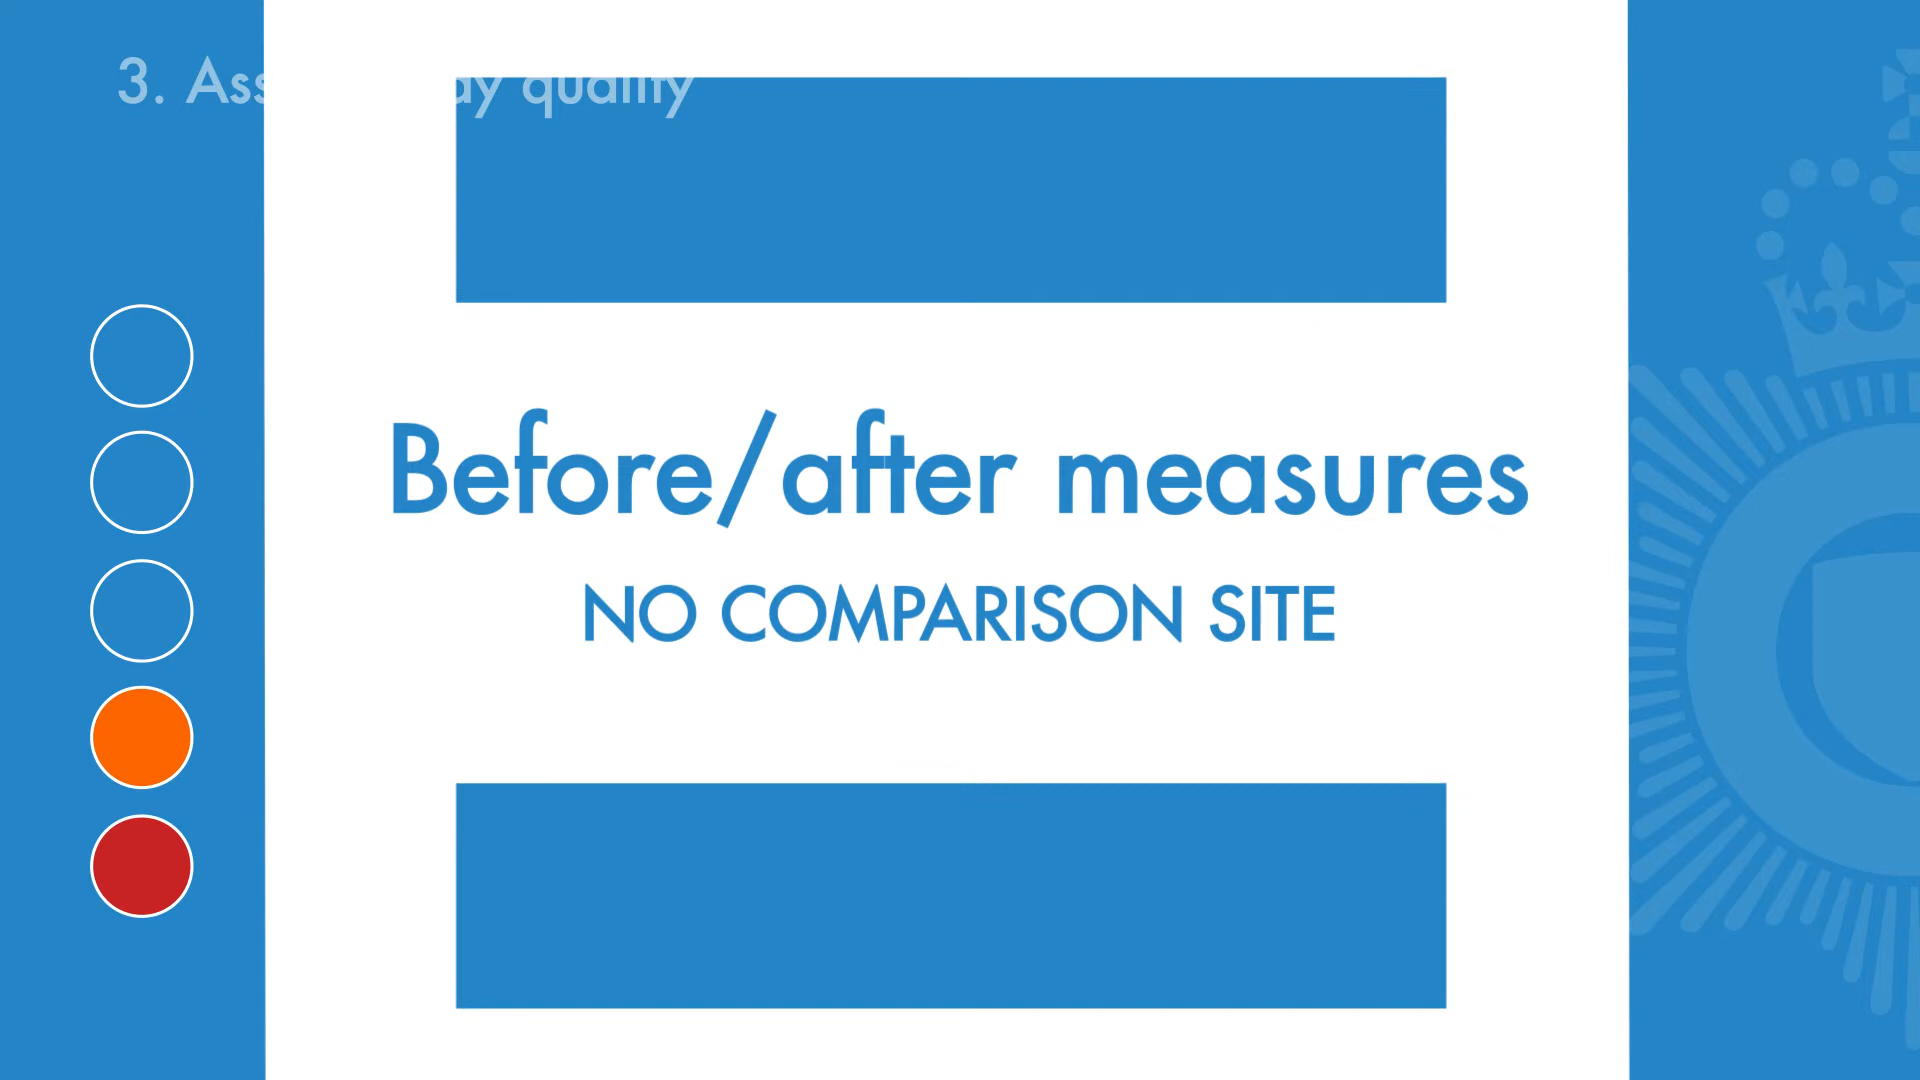 3. Ass y quality
Before/after measures
NO COMPARISON SITE